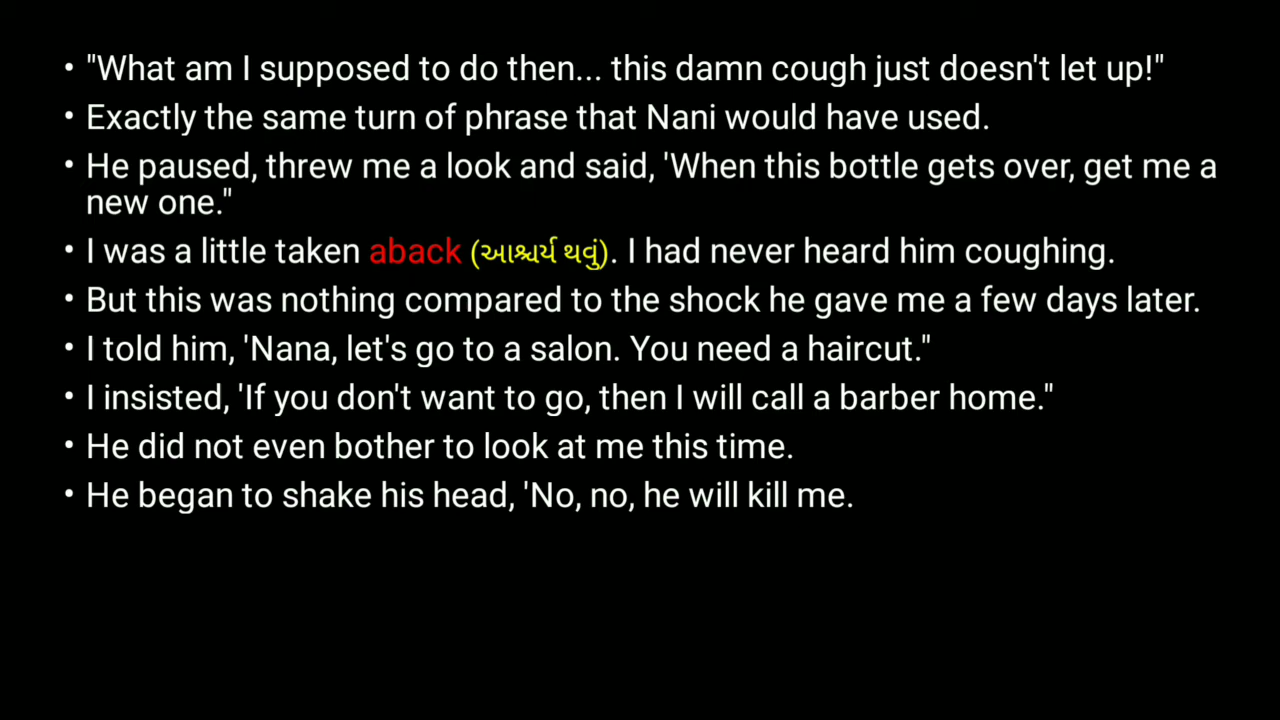 • "What am I supposed to do then... this damn cough just doesn't let up!"
• Exactly the same turn of phrase that Nani would have used.
• He paused, threw me a look and said, 'When this bottle gets over, get me a
new one."
• I was a little taken aback (આશ્ચર્ય થવું). I had never heard him coughing.
• But this was nothing compared to the shock he gave me a few days later.
• I told him, 'Nana, let's go to a salon. You need a haircut."
• I insisted, 'If you don't want to go, then I will call a barber home."
• He did not even bother to look at me this time.
• He began to shake his head, 'No, no, he will kill me.